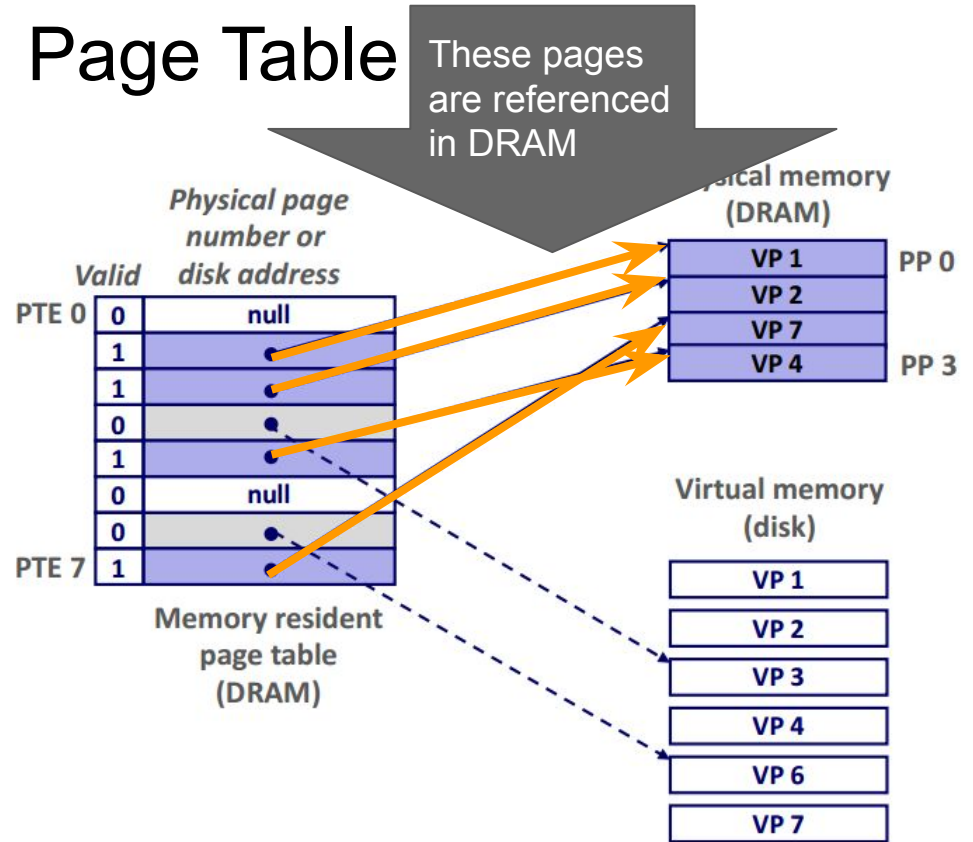 Page Table
These pages
are referenced
in DRAM
Physical page
number or
disk address
Valid
PTE 0
0
null
1
1
0
1
0
null
0
PTE 7
1
Memory resident
page table
(DRAM)
sical memory
(DRAM)
VP 1
PP 0
VP 2
VP 7
VP 4
PP 3
Virtual memory
(disk)
VP 1
VP 2
VP 3
VP 4
VP 6
VP 7